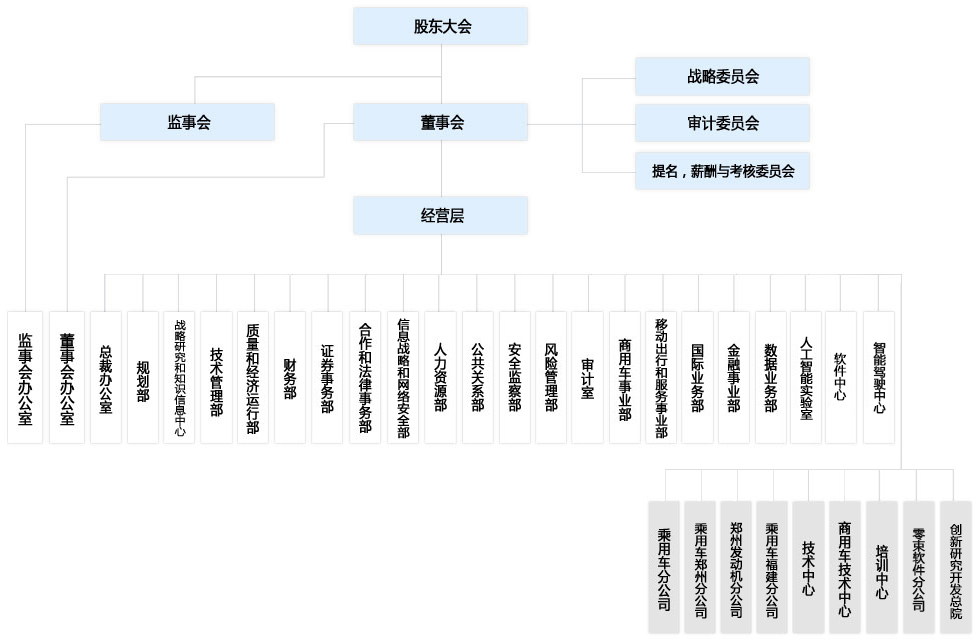 股东大会
战略委员会
监事会
董事会
审计委员会
提名，薪酬与考核委员会
经营层
监事会办公室
董事会办公室
总裁办公室
规划部
战略研究和知识信息中心
技术管理部
质量和经济运行部
财务部
证券事务部
合作和法律事务部
信息战略和网络安全部
人力资源部
公共关系部
安全监察部
风险管理部
审计室
商用车事业部
移动出行和服务事业部
国际业务部
金融事业部
数据业务部
人工智能实验室
软件中心
智能驾驶中心
乘用车分公司
乘用车郑州分公司
郑州发动机分公司
乘用车福建分公司
技术中心
商用车技术中心
培训中心
零束软件分公司
创新研究开发总院